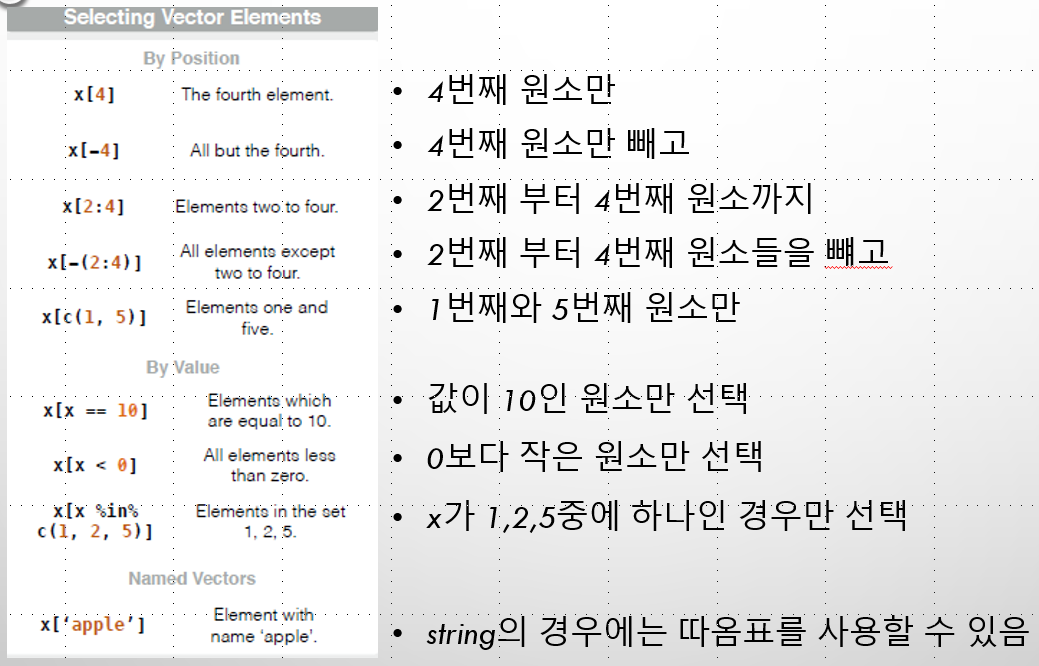 Selecting Vector Elements
By Position
x[4] The fourth element.
x[-4] All but the fourth.
x[2:4] Elements two to four.
x[-(2:4)] All elements except
two to four.
x[c(1, 5)] Elements one and
five.
By Value
x[x == 10] Elements which
are equal to 10.
x[x < 0] All elements less
than zero.
x[x %in%
c(1, 2, 5)] Elements in the set
1, 2, 5.
Named Vectors
x[‘apple’] Element with
name ‘apple’.
• 4번째 원소만
• 4번째 원소만 빼고
• 2번째 부터 4번째 원소까지
• 2번째 부터 4번째 원소들을 뺴고
• 1번째와 5번째 원소만
• 값이 10인 원소만 선택
• 0보다 작은 원소만 선택
• x가 1,2,5중에 하나인 경우만 선택
• string의 경우에는 따옴표를 사용할 수 있음